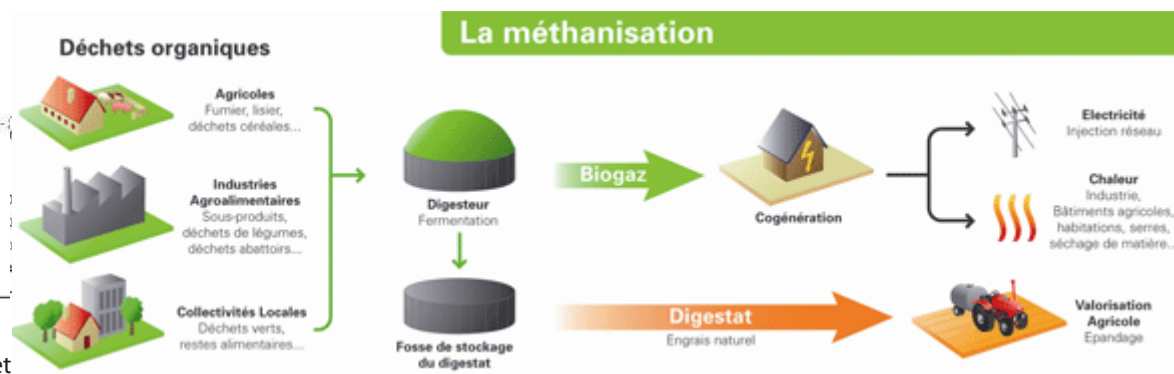 La méthanisation
Déchets organiques
Agricoles
Fumier, lisier,
déchets céréales...
Industries
Agroalimentaires
Sous-produits,
déchets de légumes,
déchets abattoirs...
Collectivités Locales
Déchets verts,
restes alimentaires...
Digesteur
Fermentation
Fosse de stockage
du digestat
Biogaz
Cogénération
Electricité
Injection réseau
Chaleur
Industrie,
Bâtiments agricoles,
habitations, serres,
séchage de matière...
Digestat
Engrais naturel
Valorisation
Agricole
Epandage
et